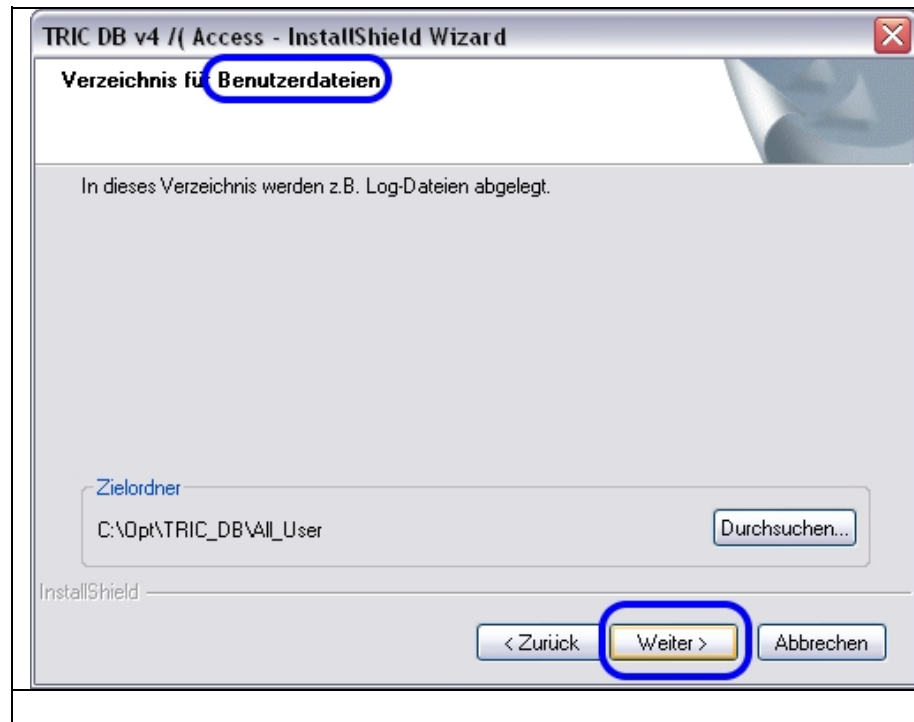 TRIC DB v4 /( Access - InstallShield Wizard
Verzeichnis für Benutzerdateien
In dieses Verzeichnis werden z.B. Log-Dateien abgelegt.
Zielordner
C:\Opt\TRIC_DB\All_User
Durchsuchen...
InstallShield
< Zurück Weiter > Abbrechen